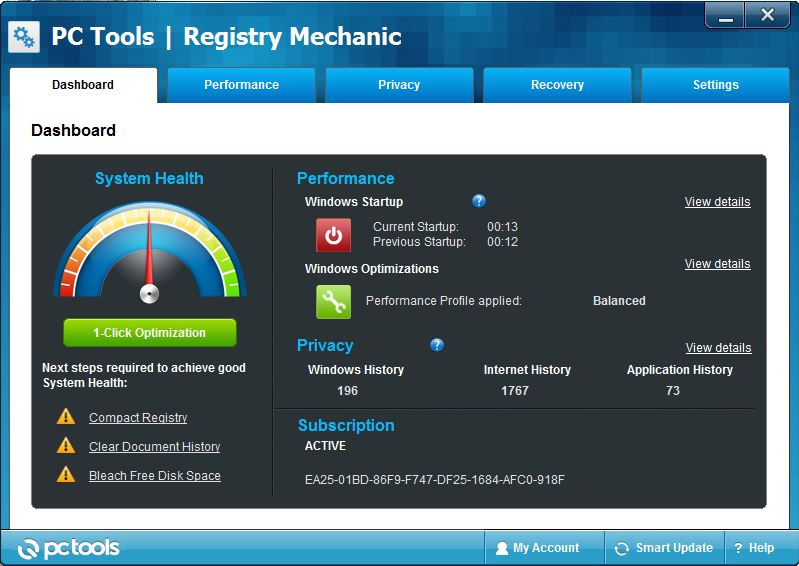 PC Tools | Registry Mechanic
Dashboard Performance Privacy Recovery Settings
Dashboard
System Health
1-Click Optimization
Next steps required to achieve good
System Health:
Compact Registry
Clear Document History
Bleach Free Disk Space
Performance
Windows Startup ? View details
Current Startup: 00:13
Previous Startup: 00:12
Windows Optimizations View details
Performance Profile applied: Balanced
Privacy ? View details
Windows History Internet History Application History
196 1767 73
Subscription
ACTIVE
EA25-01BD-86F9-F747-DF25-1684-AFC0-918F
pctools My Account Smart Update ? Help